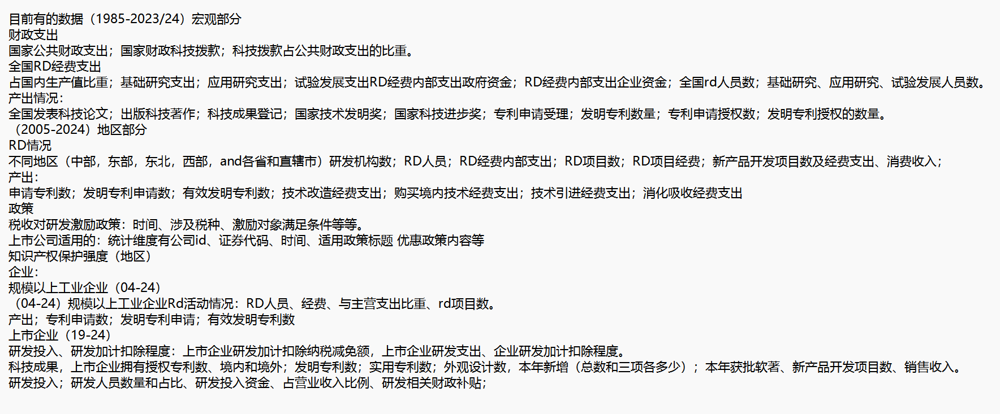 目前有的数据（1985-2023/24）宏观部分
财政支出
国家公共财政支出；国家财政科技拨款；科技拨款占公共财政支出的比重。
全国RD经费支出
占国内生产值比重；基础研究支出；应用研究支出；试验发展支出RD经费内部支出政府资金；RD经费内部支出企业资金；全国rd人员数；基础研究、应用研究、试验发展人员数。
产出情况：
全国发表科技论文；出版科技著作；科技成果登记；国家技术发明奖；国家科技进步奖；专利申请受理；发明专利数量；专利申请授权数；发明专利授权的数量。
（2005-2024）地区部分
RD情况
不同地区（中部，东部，东北，西部，and各省和直辖市）研发机构数；RD人员；RD经费内部支出；RD项目数；RD项目经费；新产品开发项目数及经费支出、消费收入；
产出：
申请专利数；发明专利申请数；有效发明专利数；技术改造经费支出；购买境内技术经费支出；技术引进经费支出；消化吸收经费支出
政策
税收对研发激励政策：时间、涉及税种、激励对象满足条件等等。
上市公司适用的：统计维度有公司id、证券代码、时间、适用政策标题 优惠政策内容等
知识产权保护强度（地区）
企业：
规模以上工业企业（04-24）
（04-24）规模以上工业企业Rd活动情况：RD人员、经费、与主营支出比重、rd项目数。
产出；专利申请数；发明专利申请；有效发明专利数
上市企业（19-24）
研发投入、研发加计扣除程度：上市企业研发加计扣除纳税减免额，上市企业研发支出、企业研发加计扣除程度。
科技成果，上市企业拥有授权专利数、境内和境外；发明专利数；实用专利数；外观设计数，本年新增（总数和三项各多少）；本年获批软著、新产品开发项目数、销售收入。
研发投入；研发人员数量和占比、研发投入资金、占营业收入比例、研发相关财政补贴；